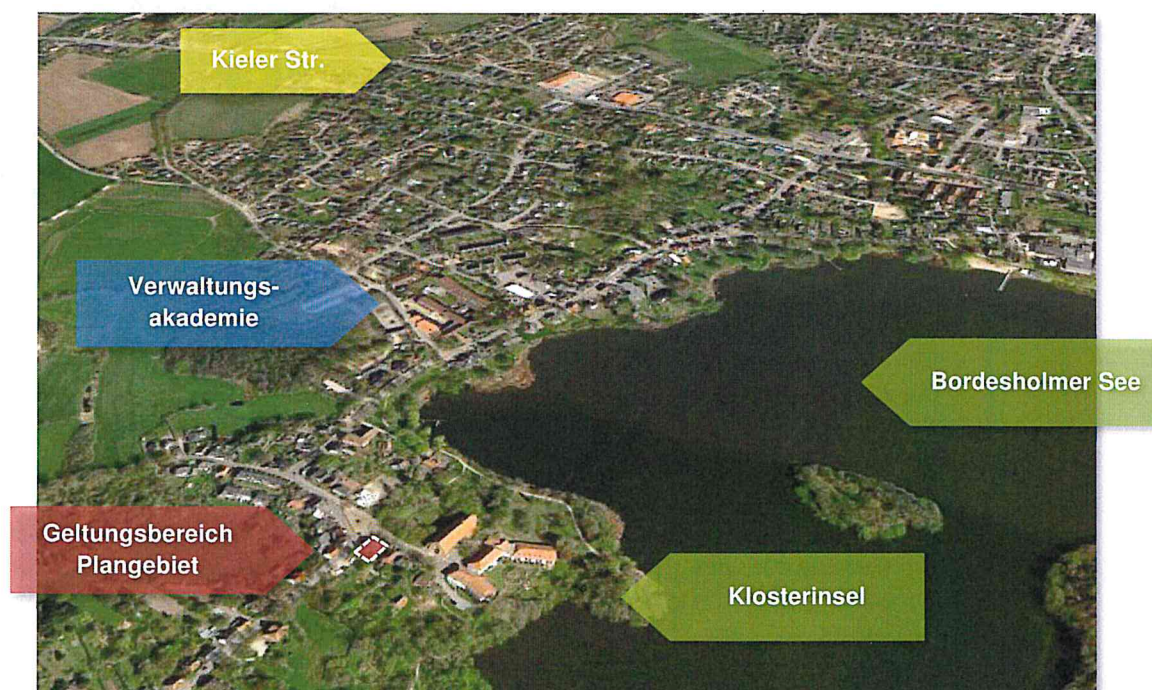 Kieler Str.
Verwaltungs-
akademie
Bordesholmer See
Geltungsbereich
Plangebiet
Klosterinsel